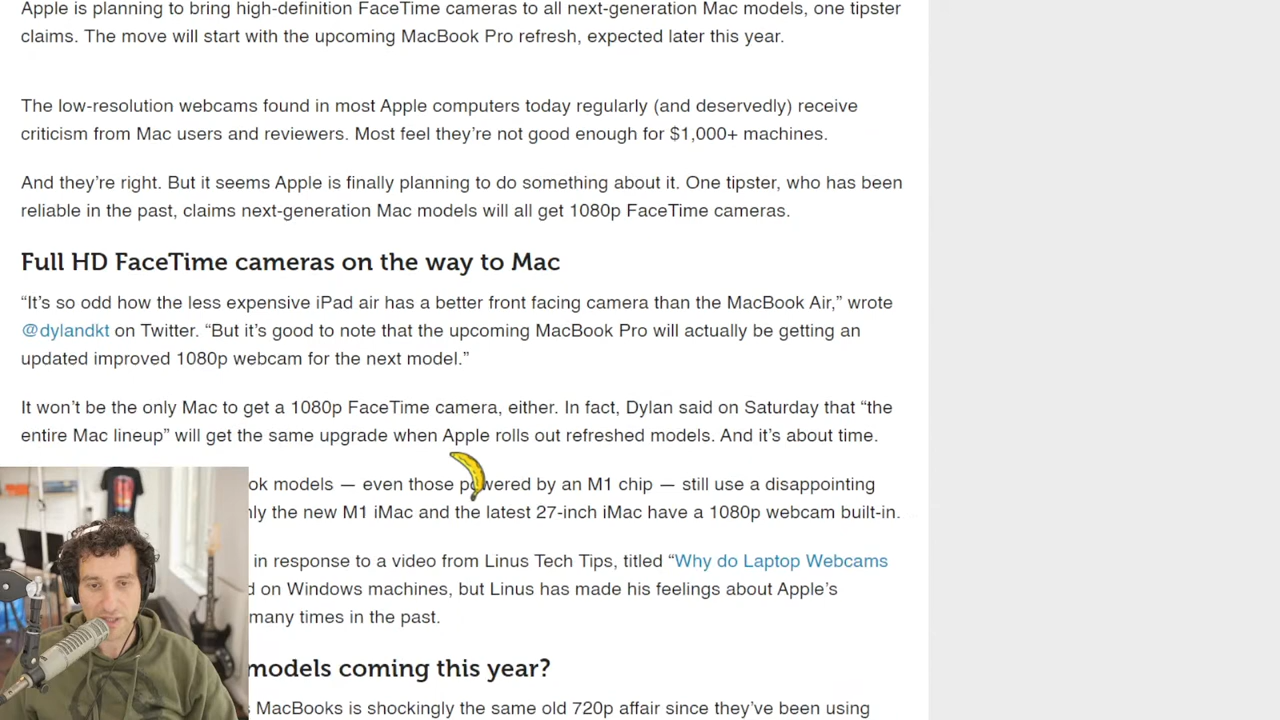 Apple is planning to bring high-definition FaceTime cameras to all next-generation Mac models, one tipster
claims. The move will start with the upcoming MacBook Pro refresh, expected later this year.
The low-resolution webcams found in most Apple computers today regularly (and deservedly) receive
criticism from Mac users and reviewers. Most feel they’re not good enough for $1,000+ machines.
And they’re right. But it seems Apple is finally planning to do something about it. One tipster, who has been
reliable in the past, claims next-generation Mac models will all get 1080p FaceTime cameras.
Full HD FaceTime cameras on the way to Mac
“It’s so odd how the less expensive iPad air has a better front facing camera than the MacBook Air,” wrote
@dylandkt on Twitter. “But it’s good to note that the upcoming MacBook Pro will actually be getting an
updated improved 1080p webcam for the next model.”
It won’t be the only Mac to get a 1080p FaceTime camera, either. In fact, Dylan said on Saturday that “the
entire Mac lineup” will get the same upgrade when Apple rolls out refreshed models. And it’s about time.
ok models — even those powered by an M1 chip — still use a disappointing
ly the new M1 iMac and the latest 27-inch iMac have a 1080p webcam built-in.
in response to a video from Linus Tech Tips, titled “Why do Laptop Webcams
d on Windows machines, but Linus has made his feelings about Apple’s
many times in the past.
models coming this year?
MacBooks is shockingly the same old 720p affair since they’ve been using